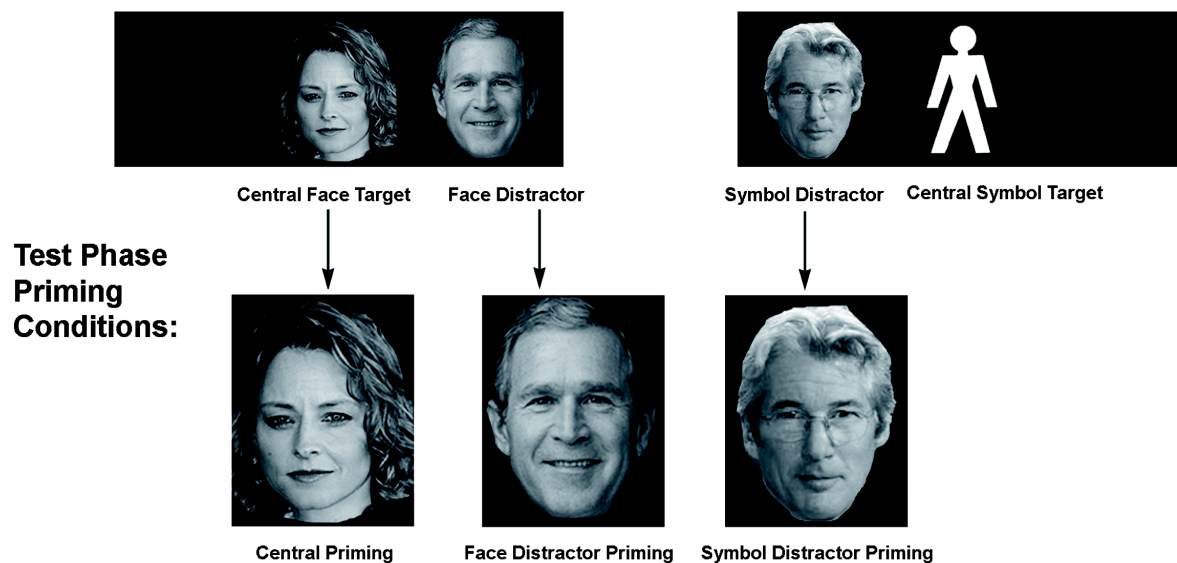 Central Face Target
Face Distractor
Symbol Distractor
Central Symbol Target
Test Phase
Priming
Conditions:
Central Priming
Face Distractor Priming
Symbol Distractor Priming